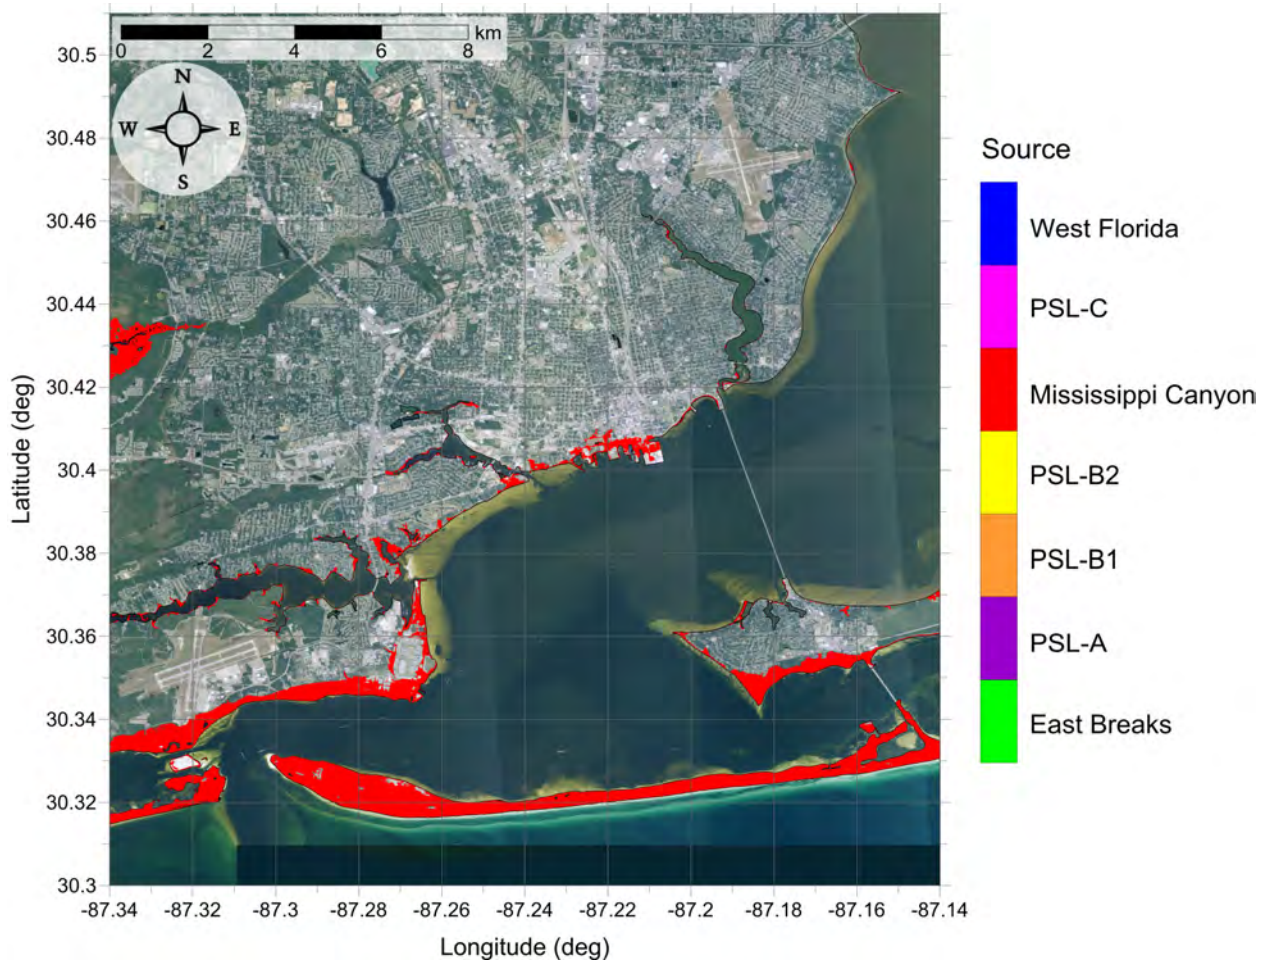 0 2 4 6 8 km
N
W E
S
30.5
30.48
30.46
30.44
30.42
30.4
30.38
30.36
30.34
30.32
30.3
Latitude (deg)
-87.34 -87.32 -87.3 -87.28 -87.26 -87.24 -87.22 -87.2 -87.18 -87.16 -87.14
Longitude (deg)
Source
West Florida
PSL-C
Mississippi Canyon
PSL-B2
PSL-B1
PSL-A
East Breaks